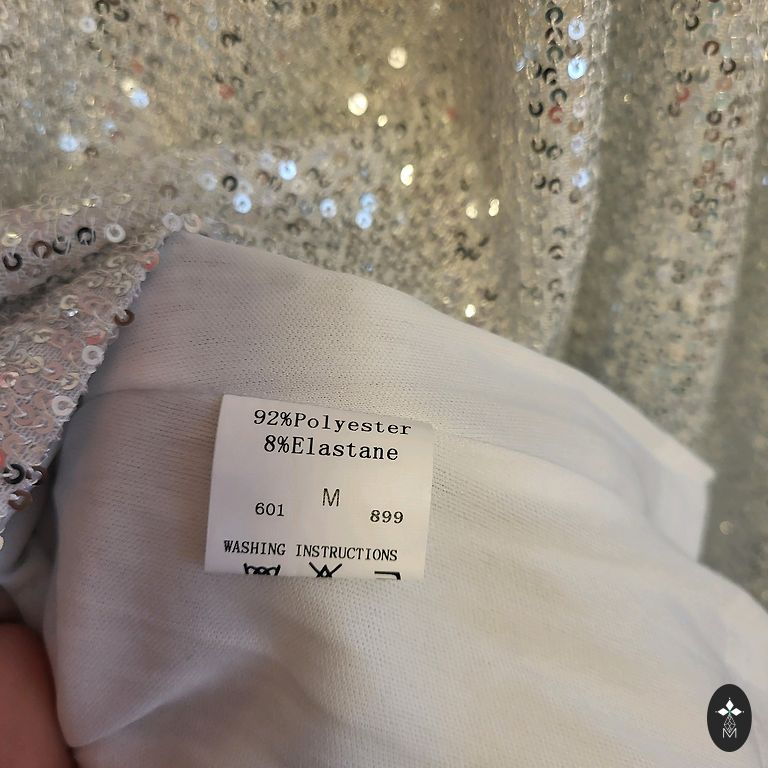 92%Polyester
8%Elastane
M
601 899
WASHING INSTRUCTIONS
M